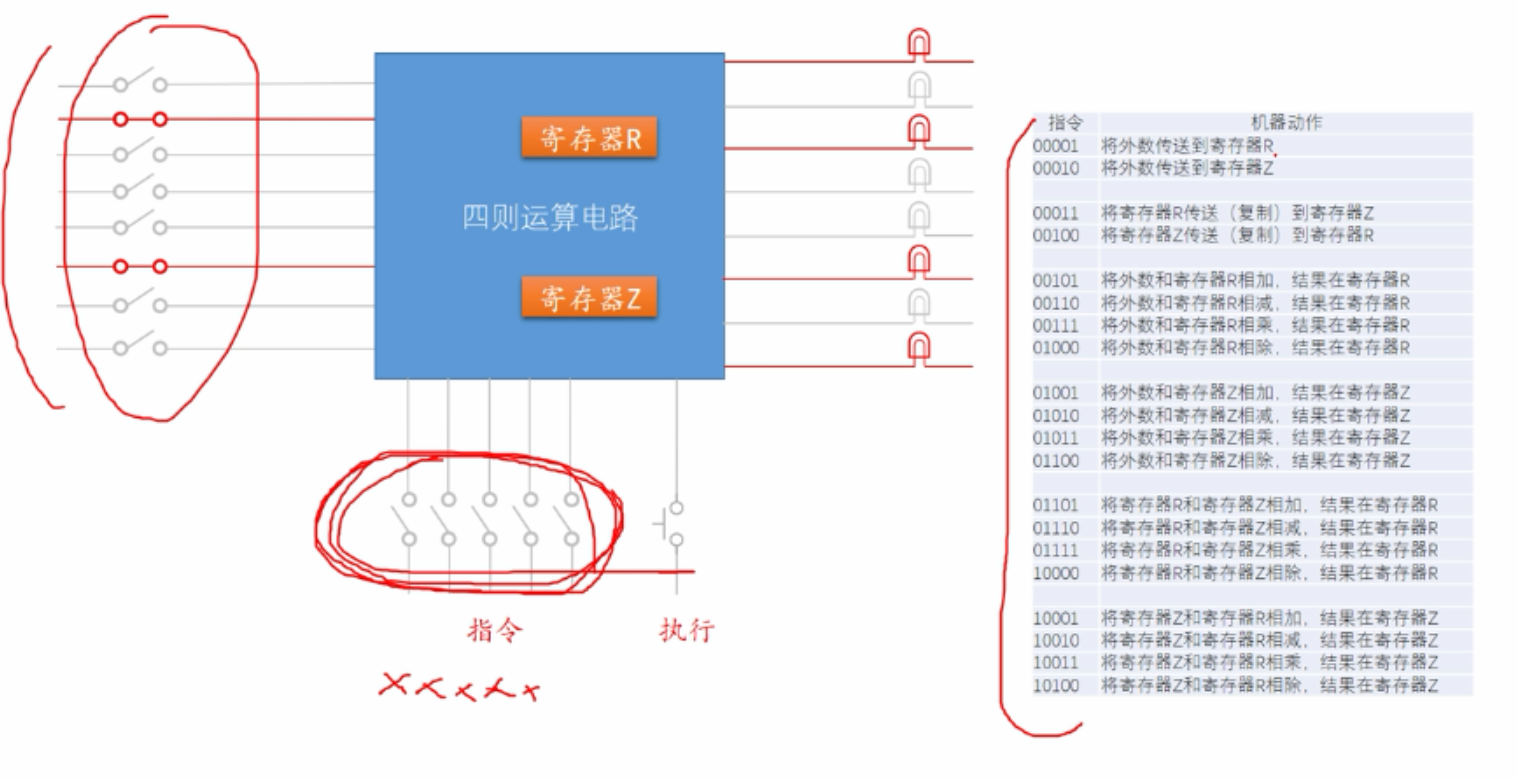 寄存器R
四则运算电路
寄存器Z
指令
执行
×××××
指令 机器动作
00001 将外数传送到寄存器R
00010 将外数传送到寄存器Z
00011 将寄存器R传送（复制）到寄存器Z
00100 将寄存器Z传送（复制）到寄存器R
00101 将外数和寄存器R相加，结果在寄存器R
00110 将外数和寄存器R相减，结果在寄存器R
00111 将外数和寄存器R相乘，结果在寄存器R
01000 将外数和寄存器R相除，结果在寄存器R
01001 将外数和寄存器Z相加，结果在寄存器Z
01010 将外数和寄存器Z相减，结果在寄存器Z
01011 将外数和寄存器Z相乘，结果在寄存器Z
01100 将外数和寄存器Z相除，结果在寄存器Z
01101 将寄存器R和寄存器Z相加，结果在寄存器R
01110 将寄存器R和寄存器Z相减，结果在寄存器R
01111 将寄存器R和寄存器Z相乘，结果在寄存器R
10000 将寄存器R和寄存器Z相除，结果在寄存器R
10001 将寄存器Z和寄存器R相加，结果在寄存器Z
10010 将寄存器Z和寄存器R相减，结果在寄存器Z
10011 将寄存器Z和寄存器R相乘，结果在寄存器Z
10100 将寄存器Z和寄存器R相除，结果在寄存器Z